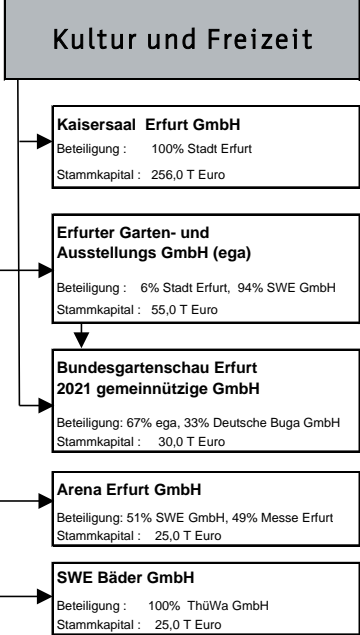 Kultur und Freizeit
Kaisersaal Erfurt GmbH
Beteiligung : 100% Stadt Erfurt
Stammkapital : 256,0 T Euro
Erfurter Garten- und
Ausstellungs GmbH (ega)
Beteiligung : 6% Stadt Erfurt, 94% SWE GmbH
Stammkapital : 55,0 T Euro
Bundesgartenschau Erfurt
2021 gemeinnützige GmbH
Beteiligung: 67% ega, 33% Deutsche Buga GmbH
Stammkapital : 30,0 T Euro
Arena Erfurt GmbH
Beteiligung: 51% SWE GmbH, 49% Messe Erfurt
Stammkapital : 25,0 T Euro
SWE Bäder GmbH
Beteiligung : 100% ThüWa GmbH
Stammkapital : 25,0 T Euro